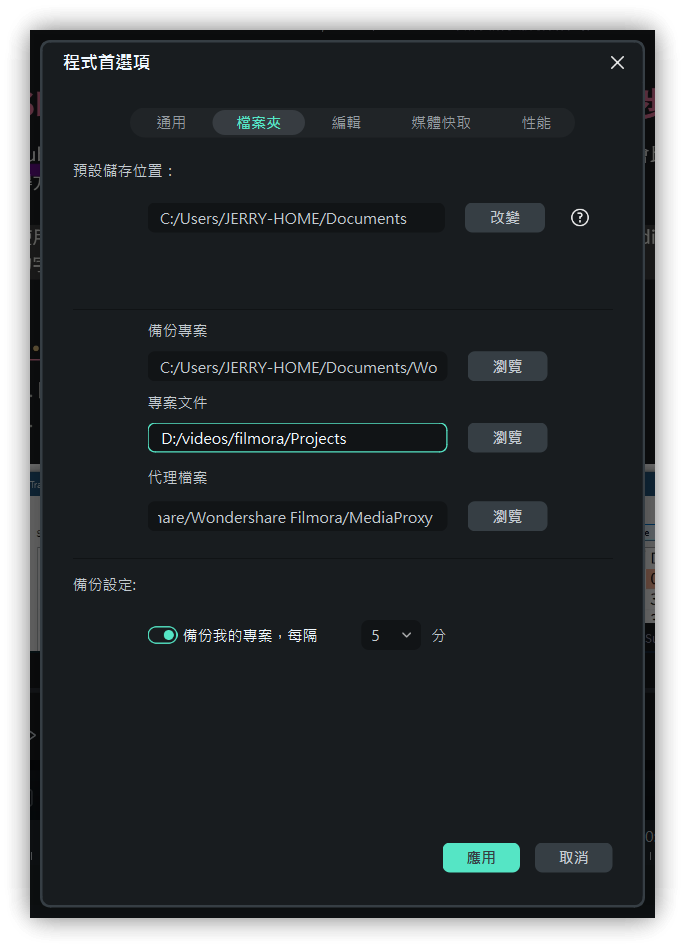 程式首選項
通用 檔案夾 編輯 媒體快取 性能
預設儲存位置：
C:/Users/JERRY-HOME/Documents 改變 ?
備份專案
C:/Users/JERRY-HOME/Documents/Wo 瀏覽
專案文件
D:/videos/filmora/Projects 瀏覽
代理檔案
hare/Wondershare Filmora/MediaProxy 瀏覽
備份設定:
備份我的專案，每隔 5 分
應用 取消